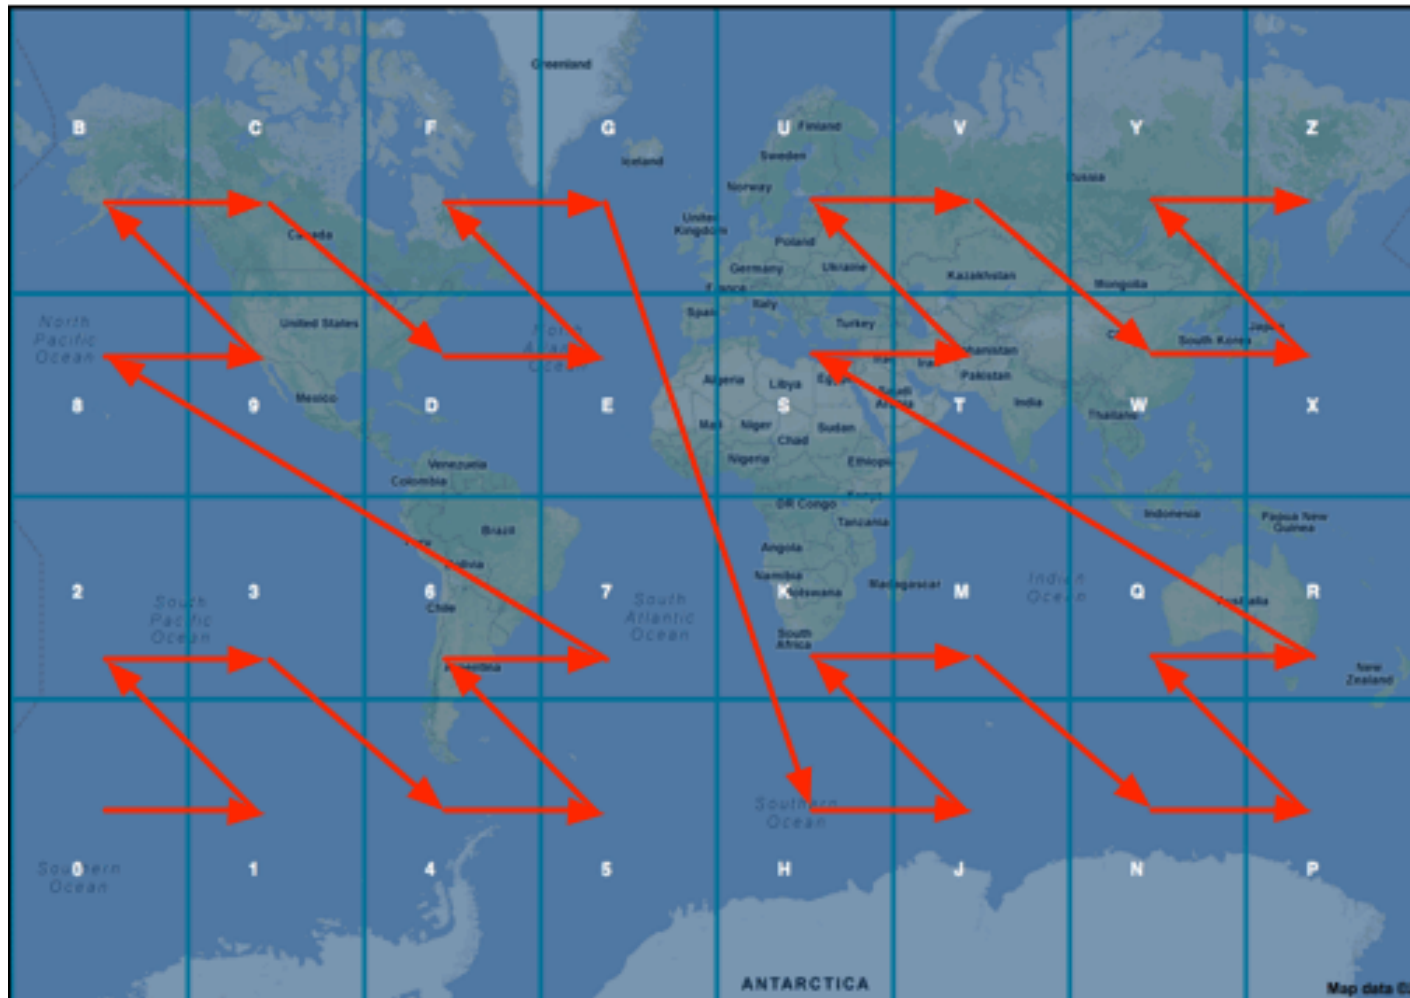 Greenland
B
C
F
G
U
V
Y
Z
Finland
Iceland
Sweden
Russia
Norway
United
Kingdom
Canada
Poland
Germany
Ukraine
Kazakhstan
Mongolia
Italy
North
Pacific
Ocean
United States
Spain
Turkey
South Korea
Japan
Pakistan
Algeria
Libya
Mexico
India
8
9
D
E
S
T
W
X
Mali
Niger
Chad
Sudan
Thailand
Nigeria
Ethiopia
Venezuela
Colombia
DR Congo
Kenya
Tanzania
Indonesia
Papua New
Guinea
Brazil
Bolivia
Angola
Namibia
Botswana
Madagascar
Indian
Ocean
Australia
2
3
6
7
K
M
Q
R
South
Pacific
Ocean
Chile
South
Atlantic
Ocean
South
Africa
Argentina
New
Zealand
Southern
Ocean
Southern
Ocean
0
1
4
5
H
J
N
P
ANTARCTICA
Map data ©